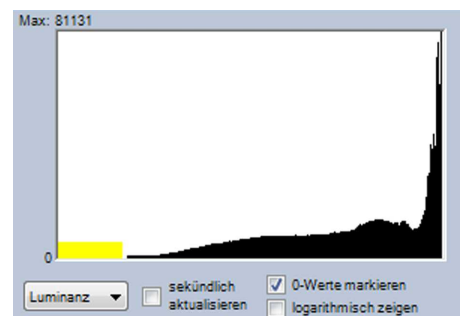 Max: 81131
0
Luminanz
sekündlich
aktualisieren
0-Werte markieren
logarithmisch zeigen